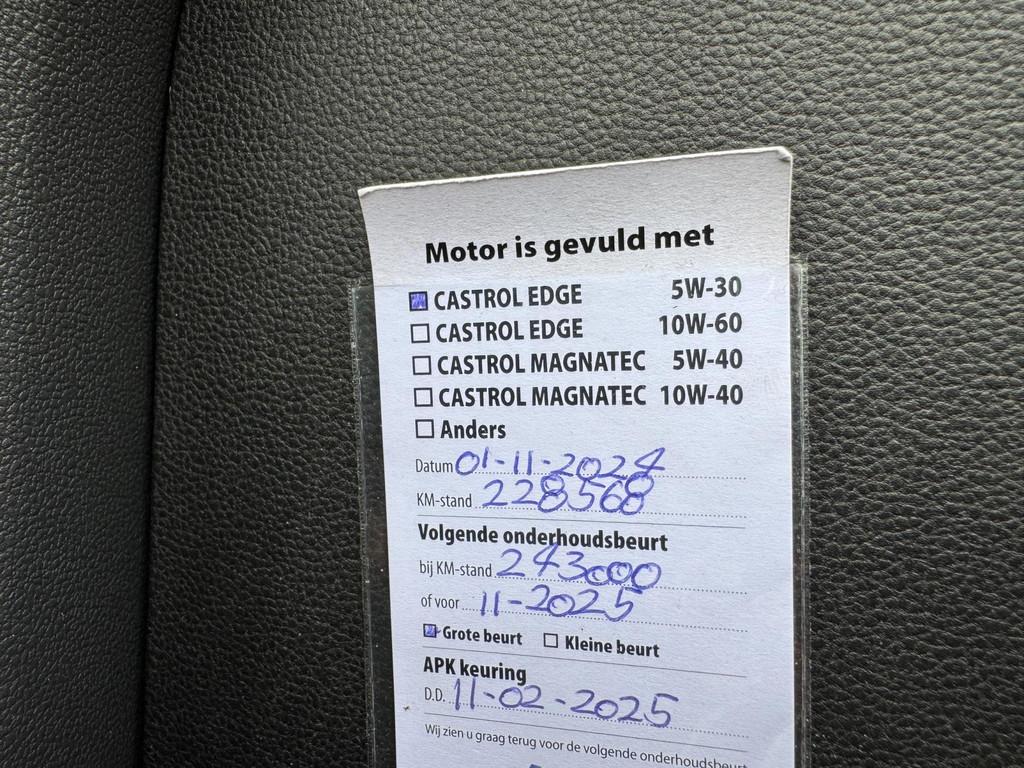 Motor is gevuld met
CASTROL EDGE 5W-30
CASTROL EDGE 10W-60
CASTROL MAGNATEC 5W-40
CASTROL MAGNATEC 10W-40
Anders
Datum 01-11-2024
KM-stand 228568
Volgende onderhoudsbeurt
bij KM-stand 243000
of voor 11-2025
Grote beurt Kleine beurt
APK keuring
D.D. 11-02-2025
Wij zien u graag terug voor de volgende onderhoudsbeurt